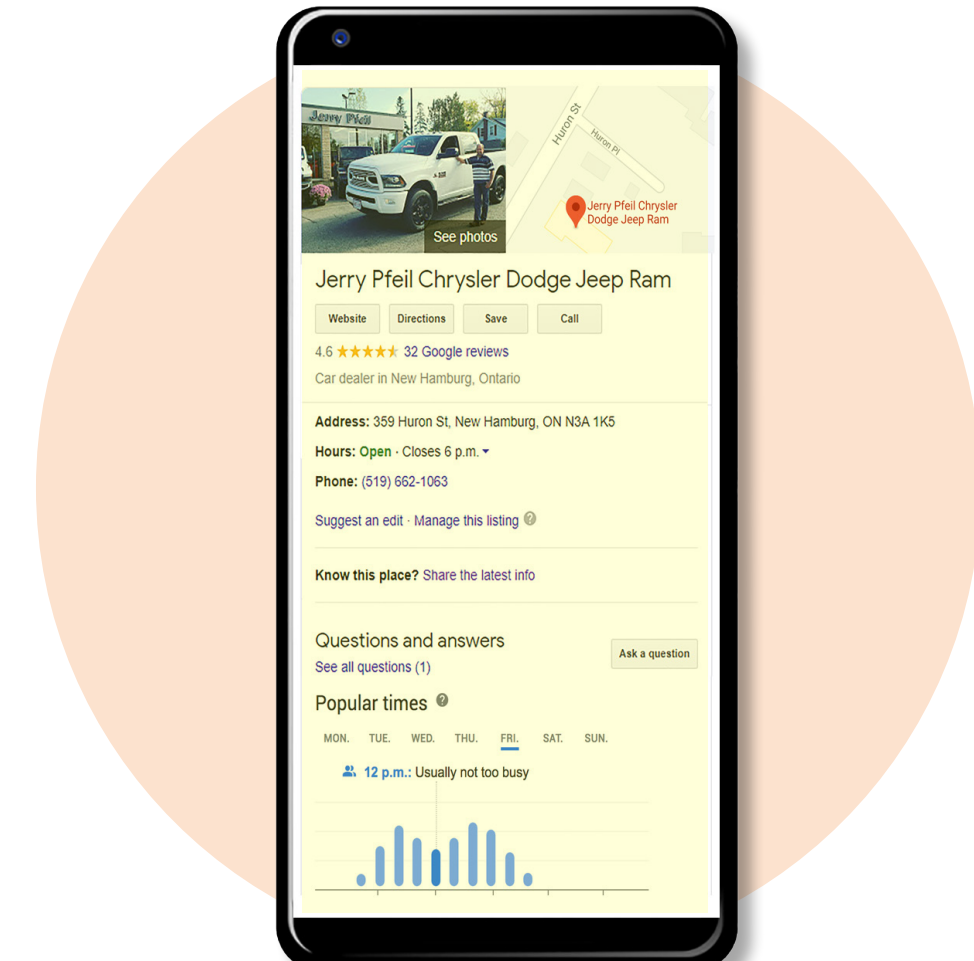 Jerry Pfeil
See photos
Huron St
Huron Pl
Jerry Pfeil Chrysler
Dodge Jeep Ram
Jerry Pfeil Chrysler Dodge Jeep Ram
Website Directions Save Call
4.6 32 Google reviews
Car dealer in New Hamburg, Ontario
Address: 359 Huron St, New Hamburg, ON N3A 1K5
Hours: Open · Closes 6 p.m.
Phone: (519) 662-1063
Suggest an edit · Manage this listing ?
Know this place? Share the latest info
Questions and answers
Ask a question
See all questions (1)
Popular times ?
MON. TUE. WED. THU. FRI. SAT. SUN.
12 p.m.: Usually not too busy